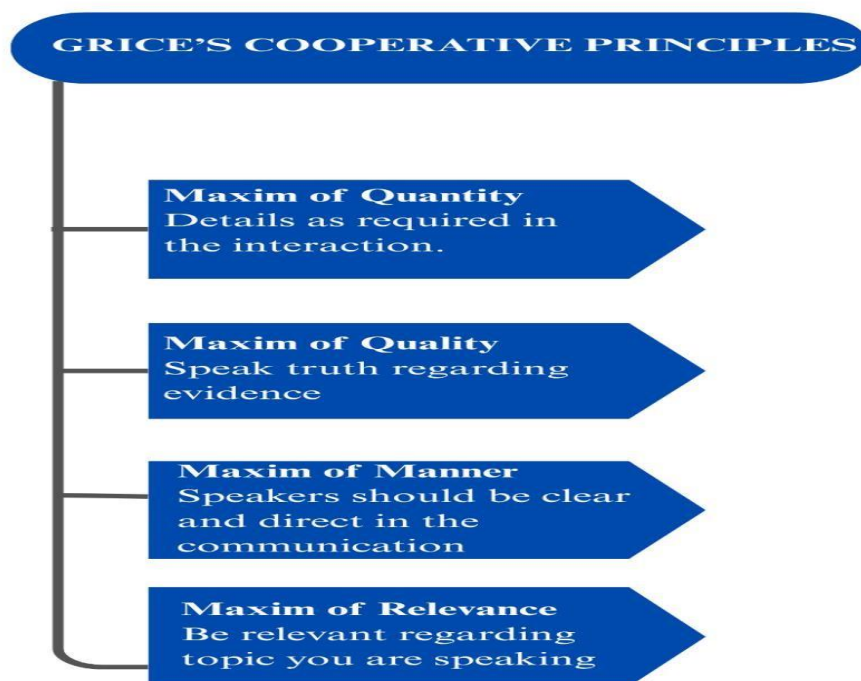 GRICE'S COOPERATIVE PRINCIPLES
Maxim of Quantity
Details as required in
the interaction.
Maxim of Quality
Speak truth regarding
evidence
Maxim of Manner
Speakers should be clear
and direct in the
communication
Maxim of Relevance
Be relevant regarding
topic you are speaking